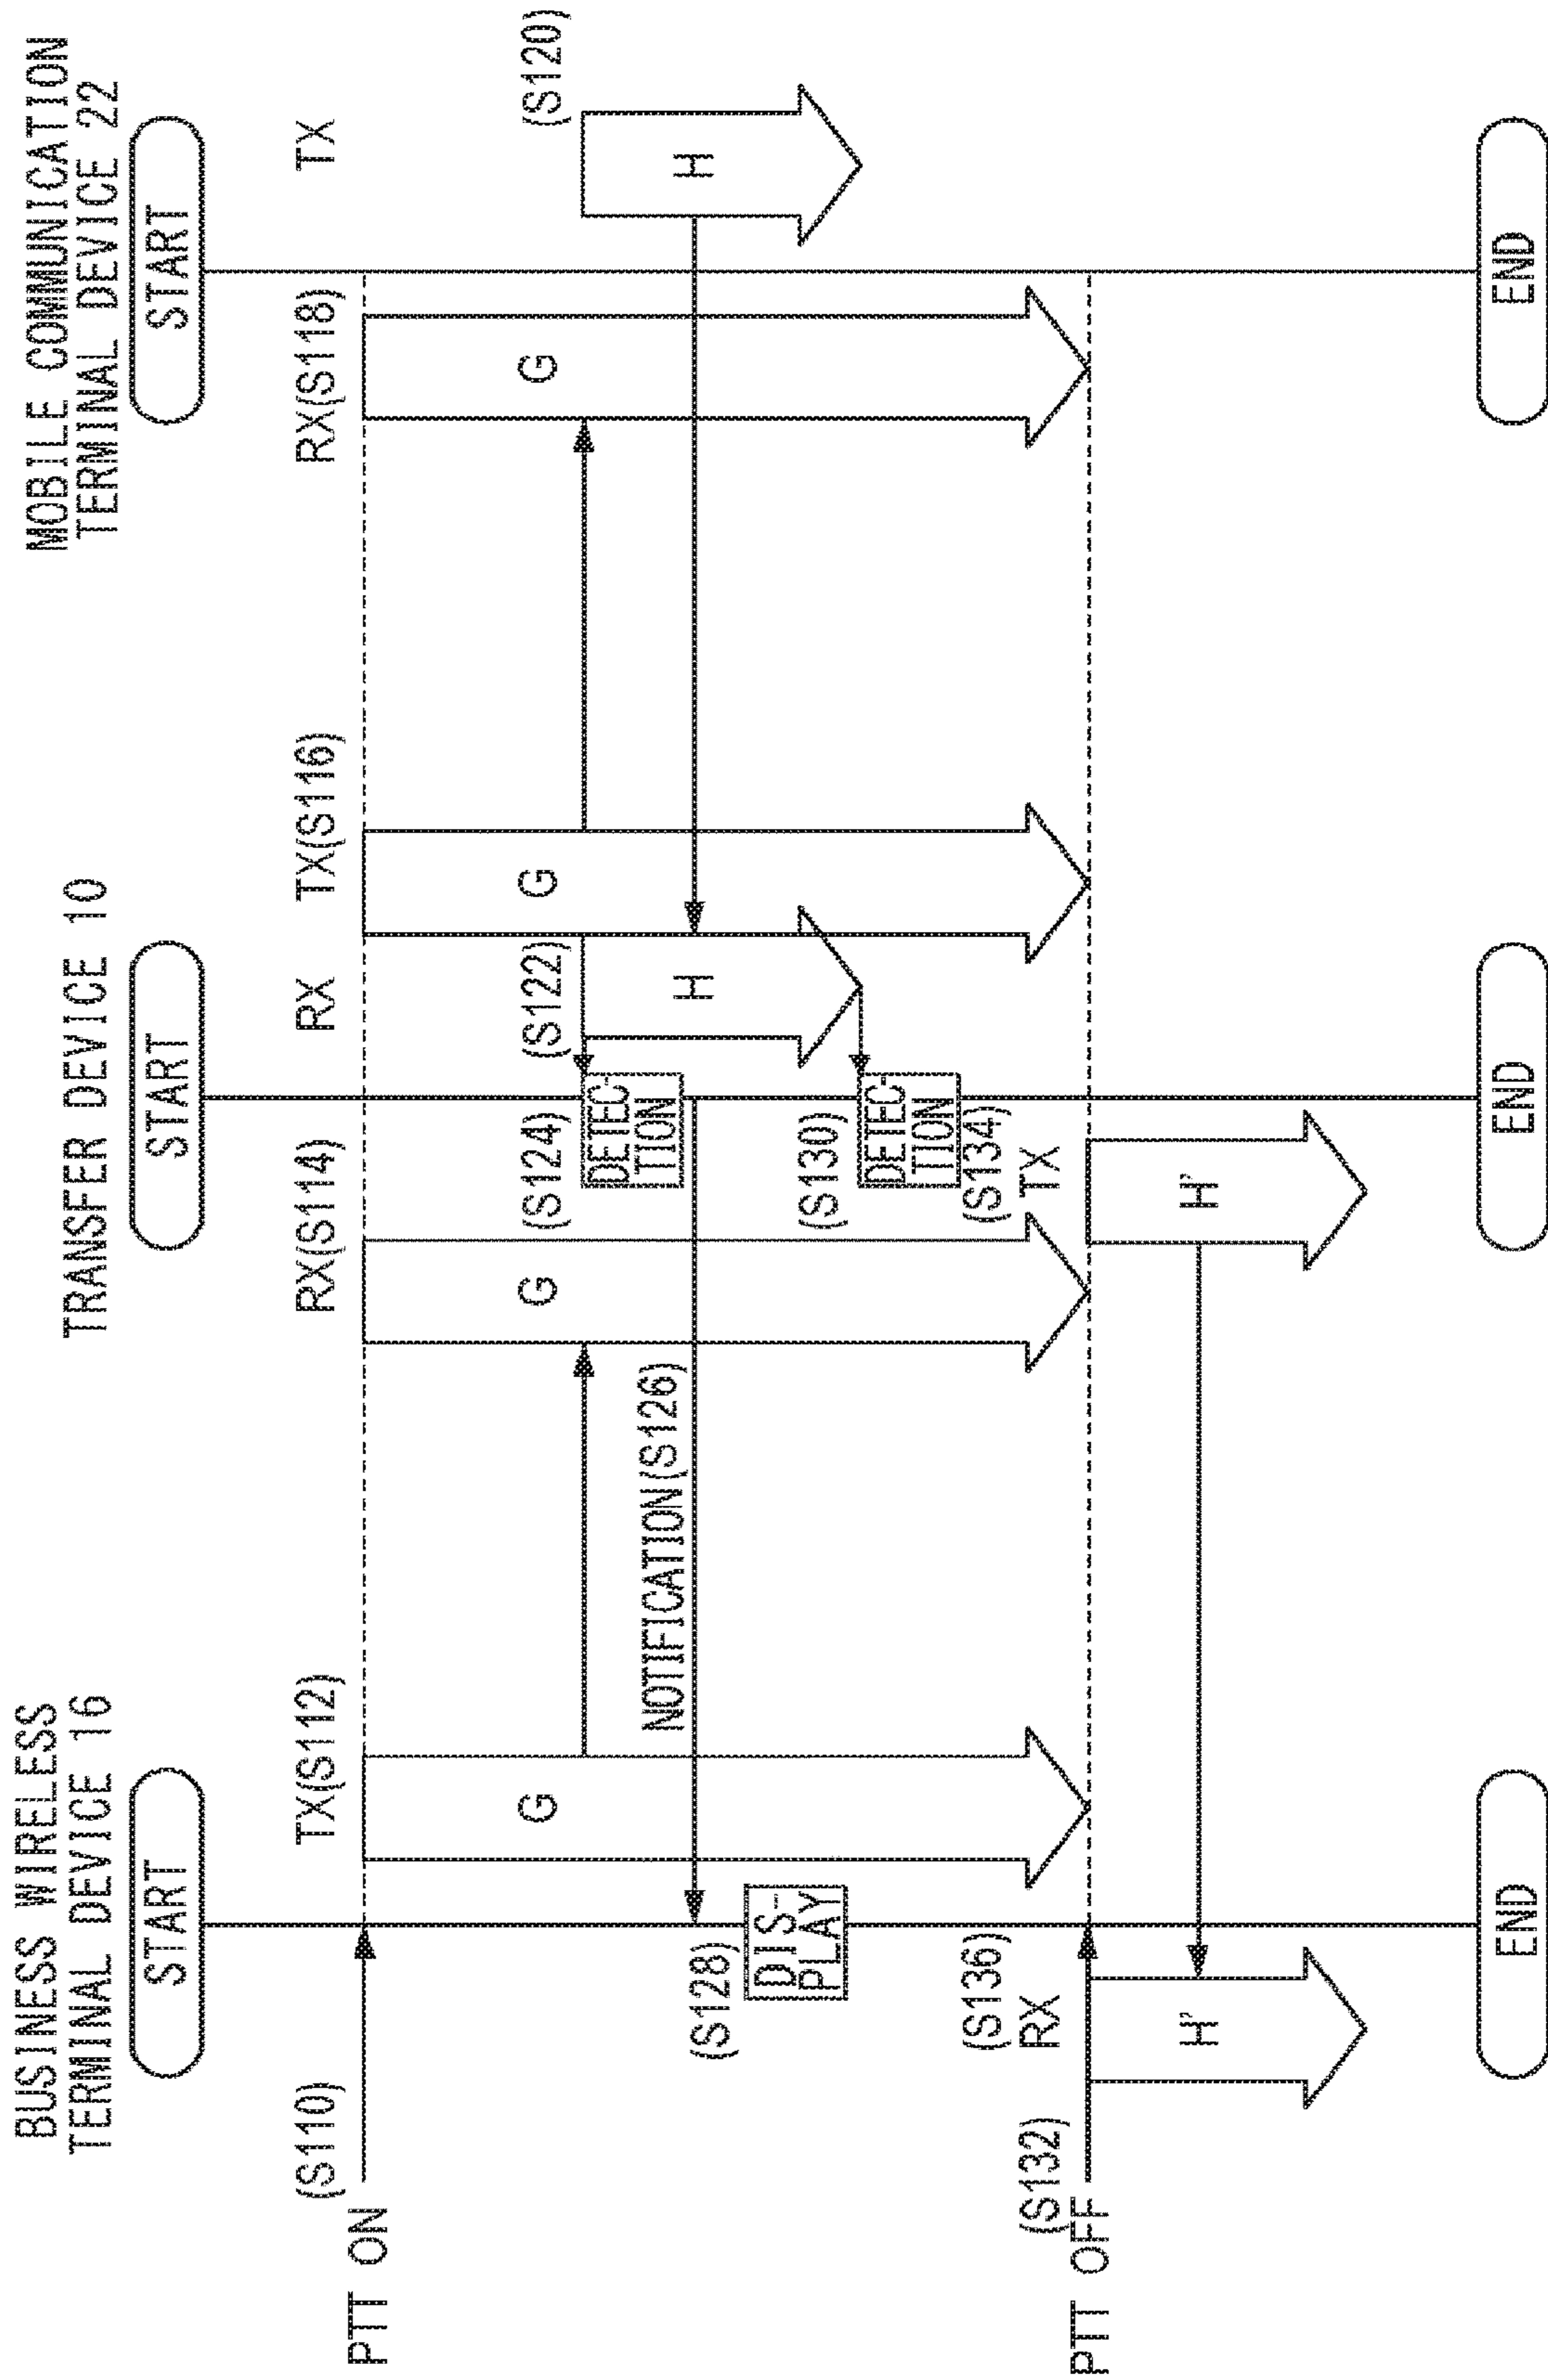 BUSINESS WIRELESS
TERMINAL DEVICE 16
TRANSFER DEVICE 10
MOBILE COMMUNICATION
TERMINAL DEVICE 22
START
START
START
(S110)
TX(S112)
RX(S114)
RX
TX(S116)
RX(S118)
TX
PTT ON
G
G
G
G
(S124)
(S122)
(S120)
DETEC-
TION
NOTIFICATION(S126)
H
H
(S128)
DIS-
PLAY
(S130)
DETEC-
TION
(S132)
(S136)
RX
(S134)
TX
PTT OFF
H'
H'
END
END
END